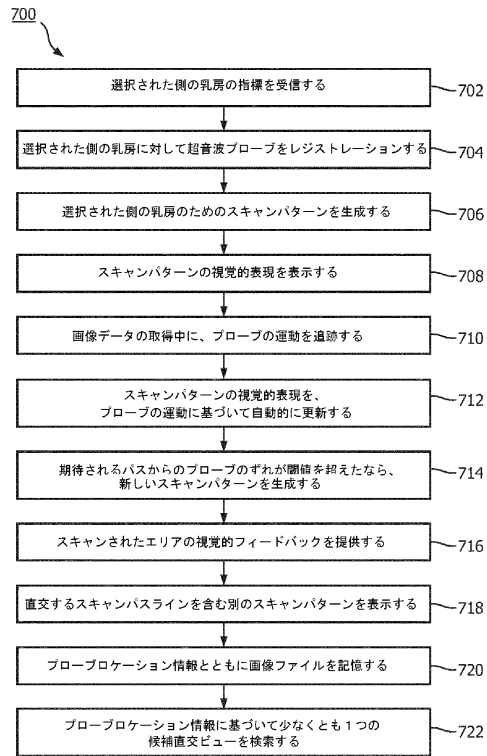 700
選択された側の乳房の指標を受信する
702
選択された側の乳房に対して超音波プローブをレジストレーションする
704
選択された側の乳房のためのスキャンパターンを生成する
706
スキャンパターンの視覚的表現を表示する
708
画像データの取得中に、プローブの運動を追跡する
710
スキャンパターンの視覚的表現を、
プローブの運動に基づいて自動的に更新する
712
期待されるパスからのプローブのずれが閾値を超えたなら、
新しいスキャンパターンを生成する
714
スキャンされたエリアの視覚的フィードバックを提供する
716
直交するスキャンパスラインを含む別のスキャンパターンを表示する
718
プローブロケーション情報とともに画像ファイルを記憶する
720
プローブロケーション情報に基づいて少なくとも1つの
候補直交ビューを検索する
722